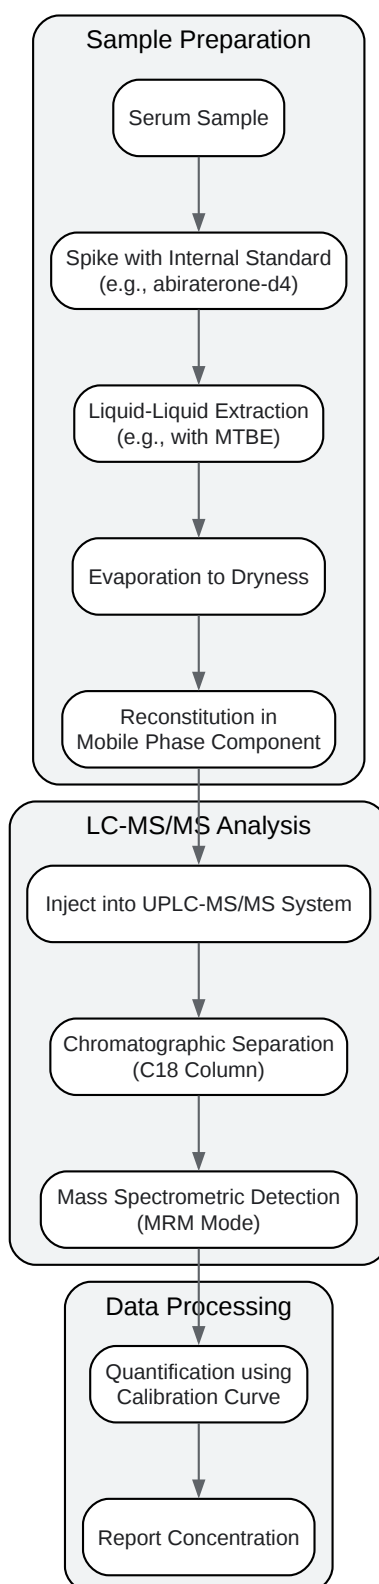 Sample Preparation
Serum Sample
Spike with Internal Standard
(e.g., abiraterone-d4)
Liquid-Liquid Extraction
(e.g., with MTBE)
Evaporation to Dryness
Reconstitution in
Mobile Phase Component
LC-MS/MS Analysis
Inject into UPLC-MS/MS System
Chromatographic Separation
(C18 Column)
Mass Spectrometric Detection
(MRM Mode)
Data Processing
Quantification using
Calibration Curve
Report Concentration